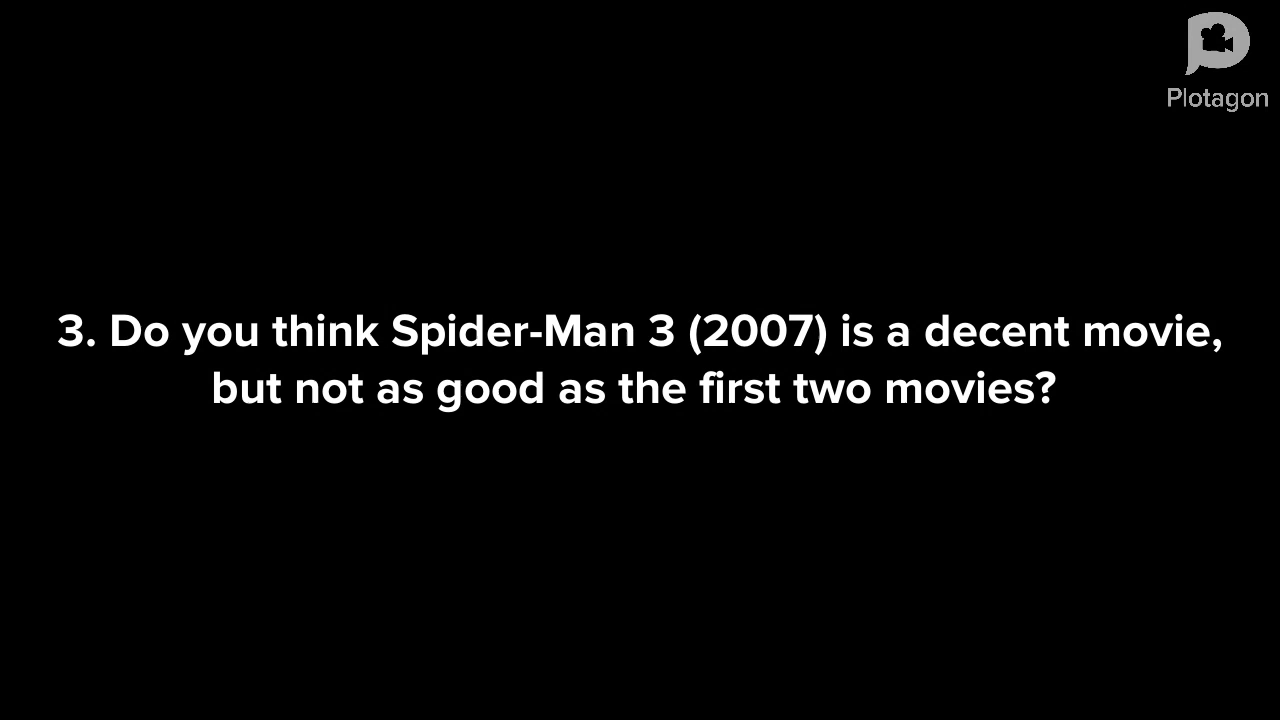 Plotagon
3. Do you think Spider-Man 3 (2007) is a decent movie,
but not as good as the first two movies?